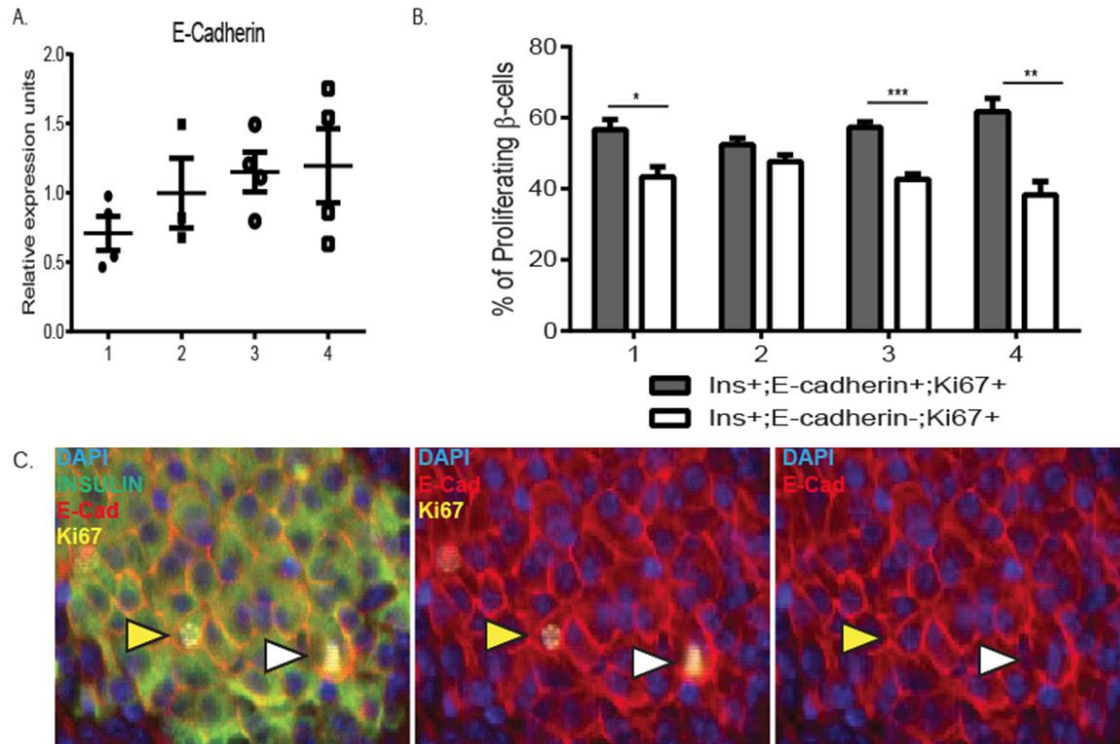 A.
E-Cadherin
Relative expression units
2.0
1.5
1.0
0.5
0.0
1 2 3 4
B.
% of Proliferating β-cells
80
60
40
20
0
* *** **
1 2 3 4
Ins+;E-cadherin+;Ki67+
Ins+;E-cadherin-;Ki67+
C.
DAPI
INSULIN
E-Cad
Ki67
DAPI
E-Cad
Ki67
DAPI
E-Cad